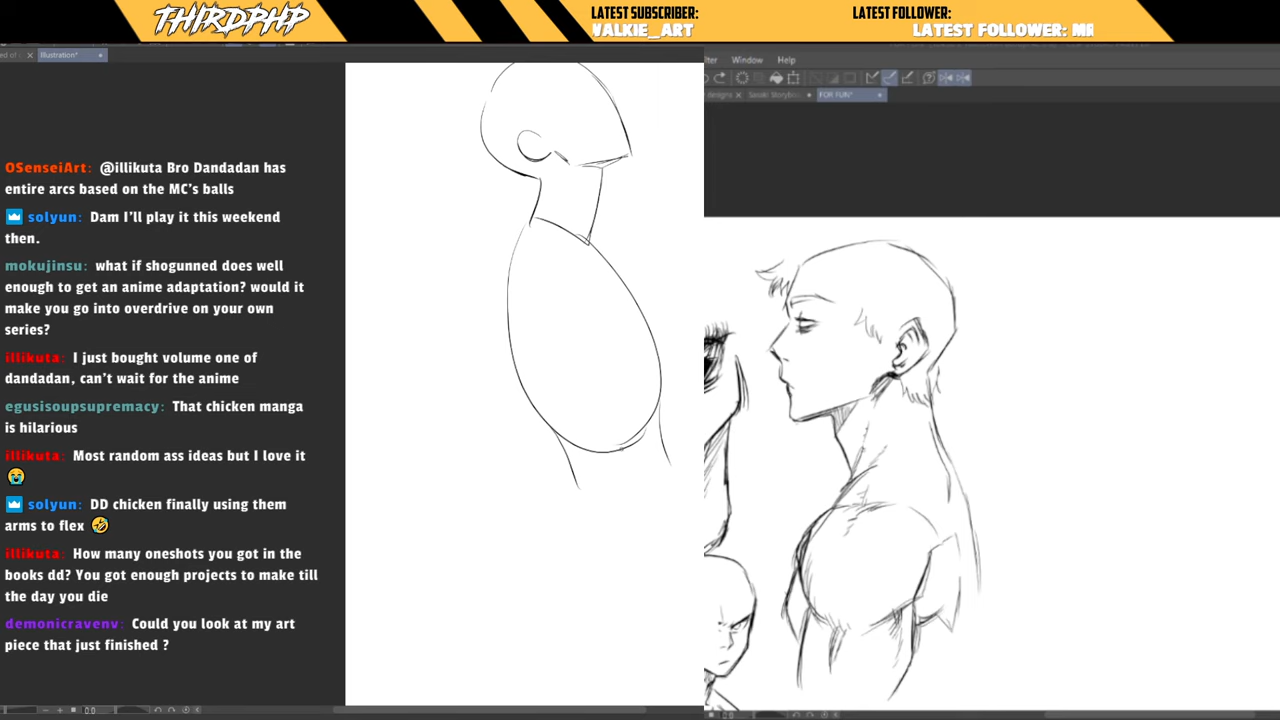 THIRDPHP
LATEST SUBSCRIBER:
VALKIE_ART
LATEST FOLLOWER:
LATEST FOLLOWER: MR
Illustration*
Window Help
FOR FUN*
OSenseiArt: @illikuta Bro Dandadan has
entire arcs based on the MC's balls
solyun: Dam I'll play it this weekend
then.
mokujinsu: what if shogunned does well
enough to get an anime adaptation? would it
make you go into overdrive on your own
series?
illikuta: I just bought volume one of
dandadan, can't wait for the anime
egusisoupsupremacy: That chicken manga
is hilarious
illikuta: Most random ass ideas but I love it
😭
solyun: DD chicken finally using them
arms to flex 🤣
illikuta: How many oneshots you got in the
books dd? You got enough projects to make till
the day you die
demonicravenv: Could you look at my art
piece that just finished ?